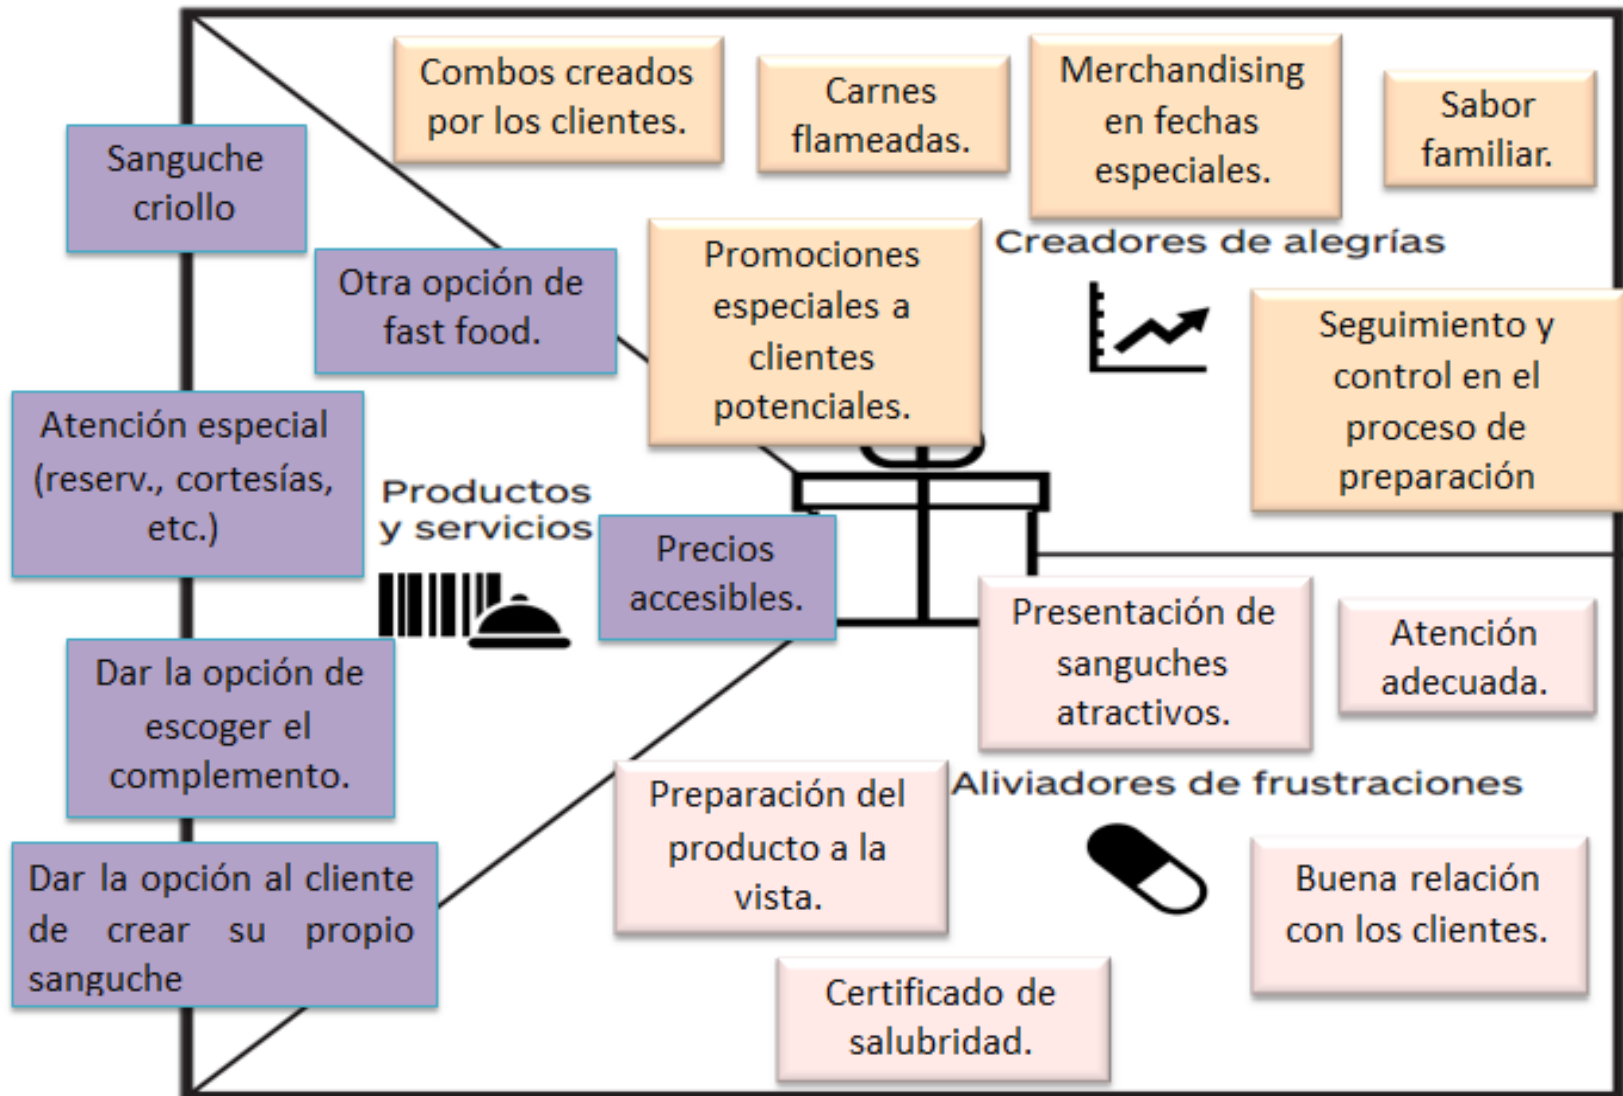 Combos creados
por los clientes.
Carnes
flameadas.
Merchandising
en fechas
especiales.
Sabor
familiar.
Sanguche
criollo
Otra opción de
fast food.
Promociones
especiales a
clientes
potenciales.
Creadores de alegrías
Seguimiento y
control en el
proceso de
preparación
Atención especial
(reserv., cortesías,
etc.)
Productos
y servicios
Precios
accesibles.
Dar la opción de
escoger el
complemento.
Dar la opción al cliente
de crear su propio
sanguche
Presentación de
sanguches
atractivos.
Atención
adecuada.
Preparación del
producto a la
vista.
Aliviadores de frustraciones
Buena relación
con los clientes.
Certificado de
salubridad.